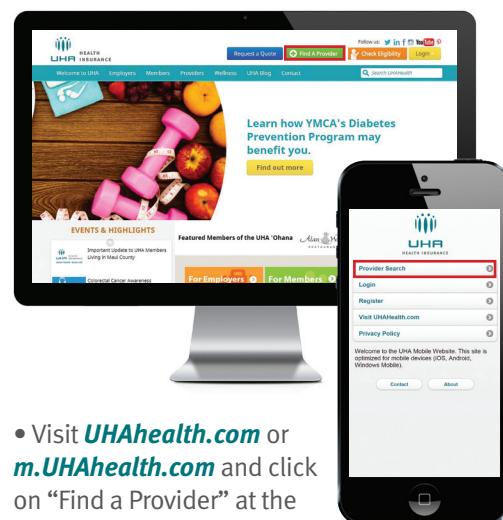 Follow us: in f You Tube
HEALTH
UHA INSURANCE
Request a Quote
Find A Provider
Check Eligibility
Login
Welcome to UHA Employers Members Providers Wellness UHA Blog Contact
Search UHAHealth
Learn how YMCA's Diabetes
Prevention Program may
benefit you.
Find out more
EVENTS & HIGHLIGHTS
Important Update to UHA Members
Living in Maui County
Colorectal Cancer Awareness
Featured Members of the UHA 'Ohana
Alan W
RESTAURA
For Employers
For Members
UHA
HEALTH INSURANCE
Provider Search
Login
Register
Visit UHAHealth.com
Privacy Policy
Welcome to the UHA Mobile Website. This site is
optimized for mobile devices (iOS, Android,
Windows Mobile).
Contact
About
• Visit UHAhealth.com or
m.UHAhealth.com and click
on “Find a Provider” at the